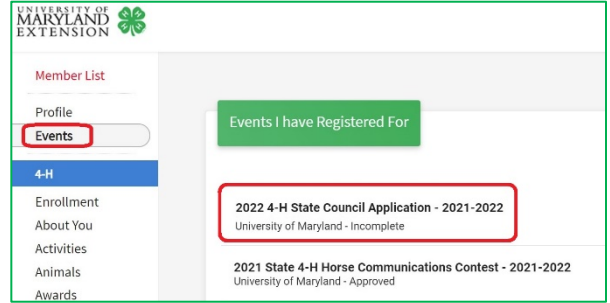 UNIVERSITY OF
MARYLAND
EXTENSION
Member List
Profile
Events
4-H
Enrollment
About You
Activities
Animals
Awards
Events I have Registered For
2022 4-H State Council Application - 2021-2022
University of Maryland - Incomplete
2021 State 4-H Horse Communications Contest - 2021-2022
University of Maryland - Approved